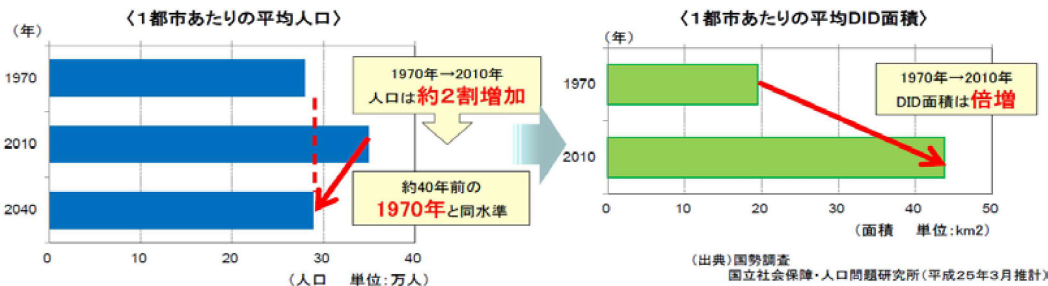 〈1都市あたりの平均人口〉
(年)
1970
2010
2040
0
10
20
30
40
(人口　単位:万人)
1970年→2010年
人口は約2割増加
約40年前の
1970年と同水準
〈1都市あたりの平均DID面積〉
(年)
1970
2010
0
10
20
30
40
50
(面積　単位:km2)
1970年→2010年
DID面積は倍増
(出典)国勢調査
国立社会保障・人口問題研究所(平成25年3月推計)